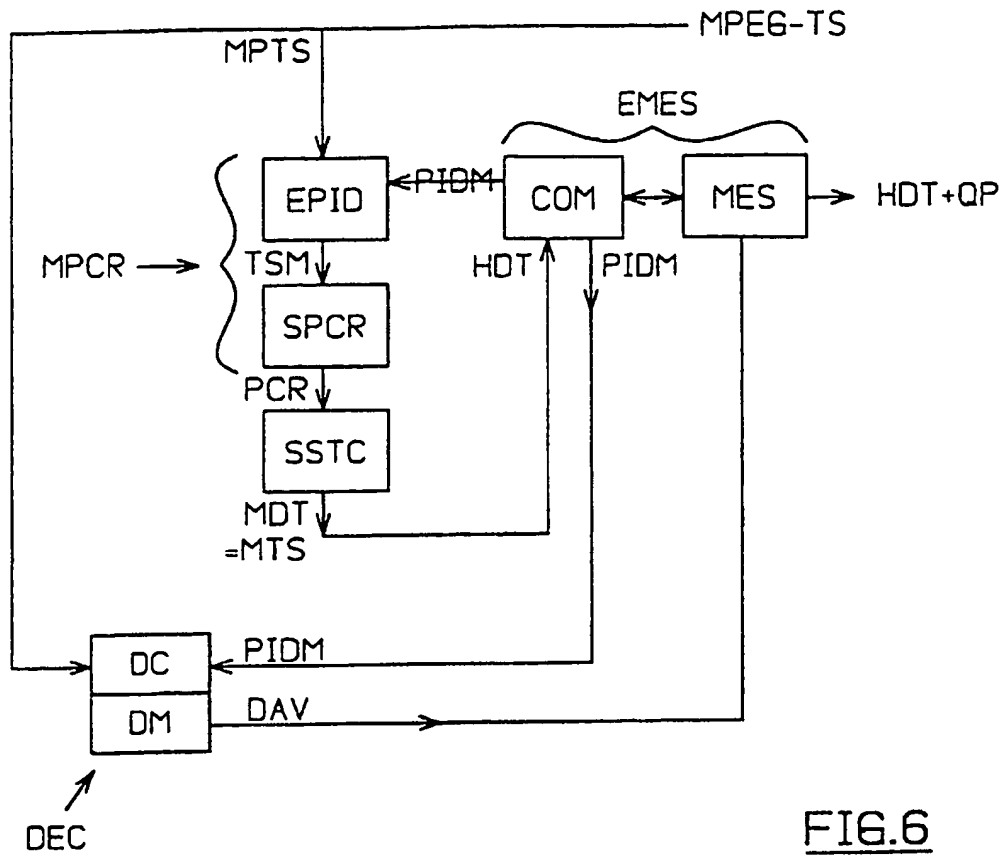 MPEG-TS
MPTS
EMES
EPID
PIDM
COM
MES
HDT+QP
MPCR
TSM
HDT
PIDM
SPCR
PCR
SSTC
MDT
=MTS
DC
PIDM
DM
DAV
DEC
FIG.6